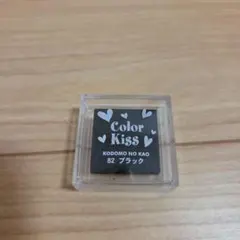 Color
Kiss
KODOMO NO KAO
82 ブラック